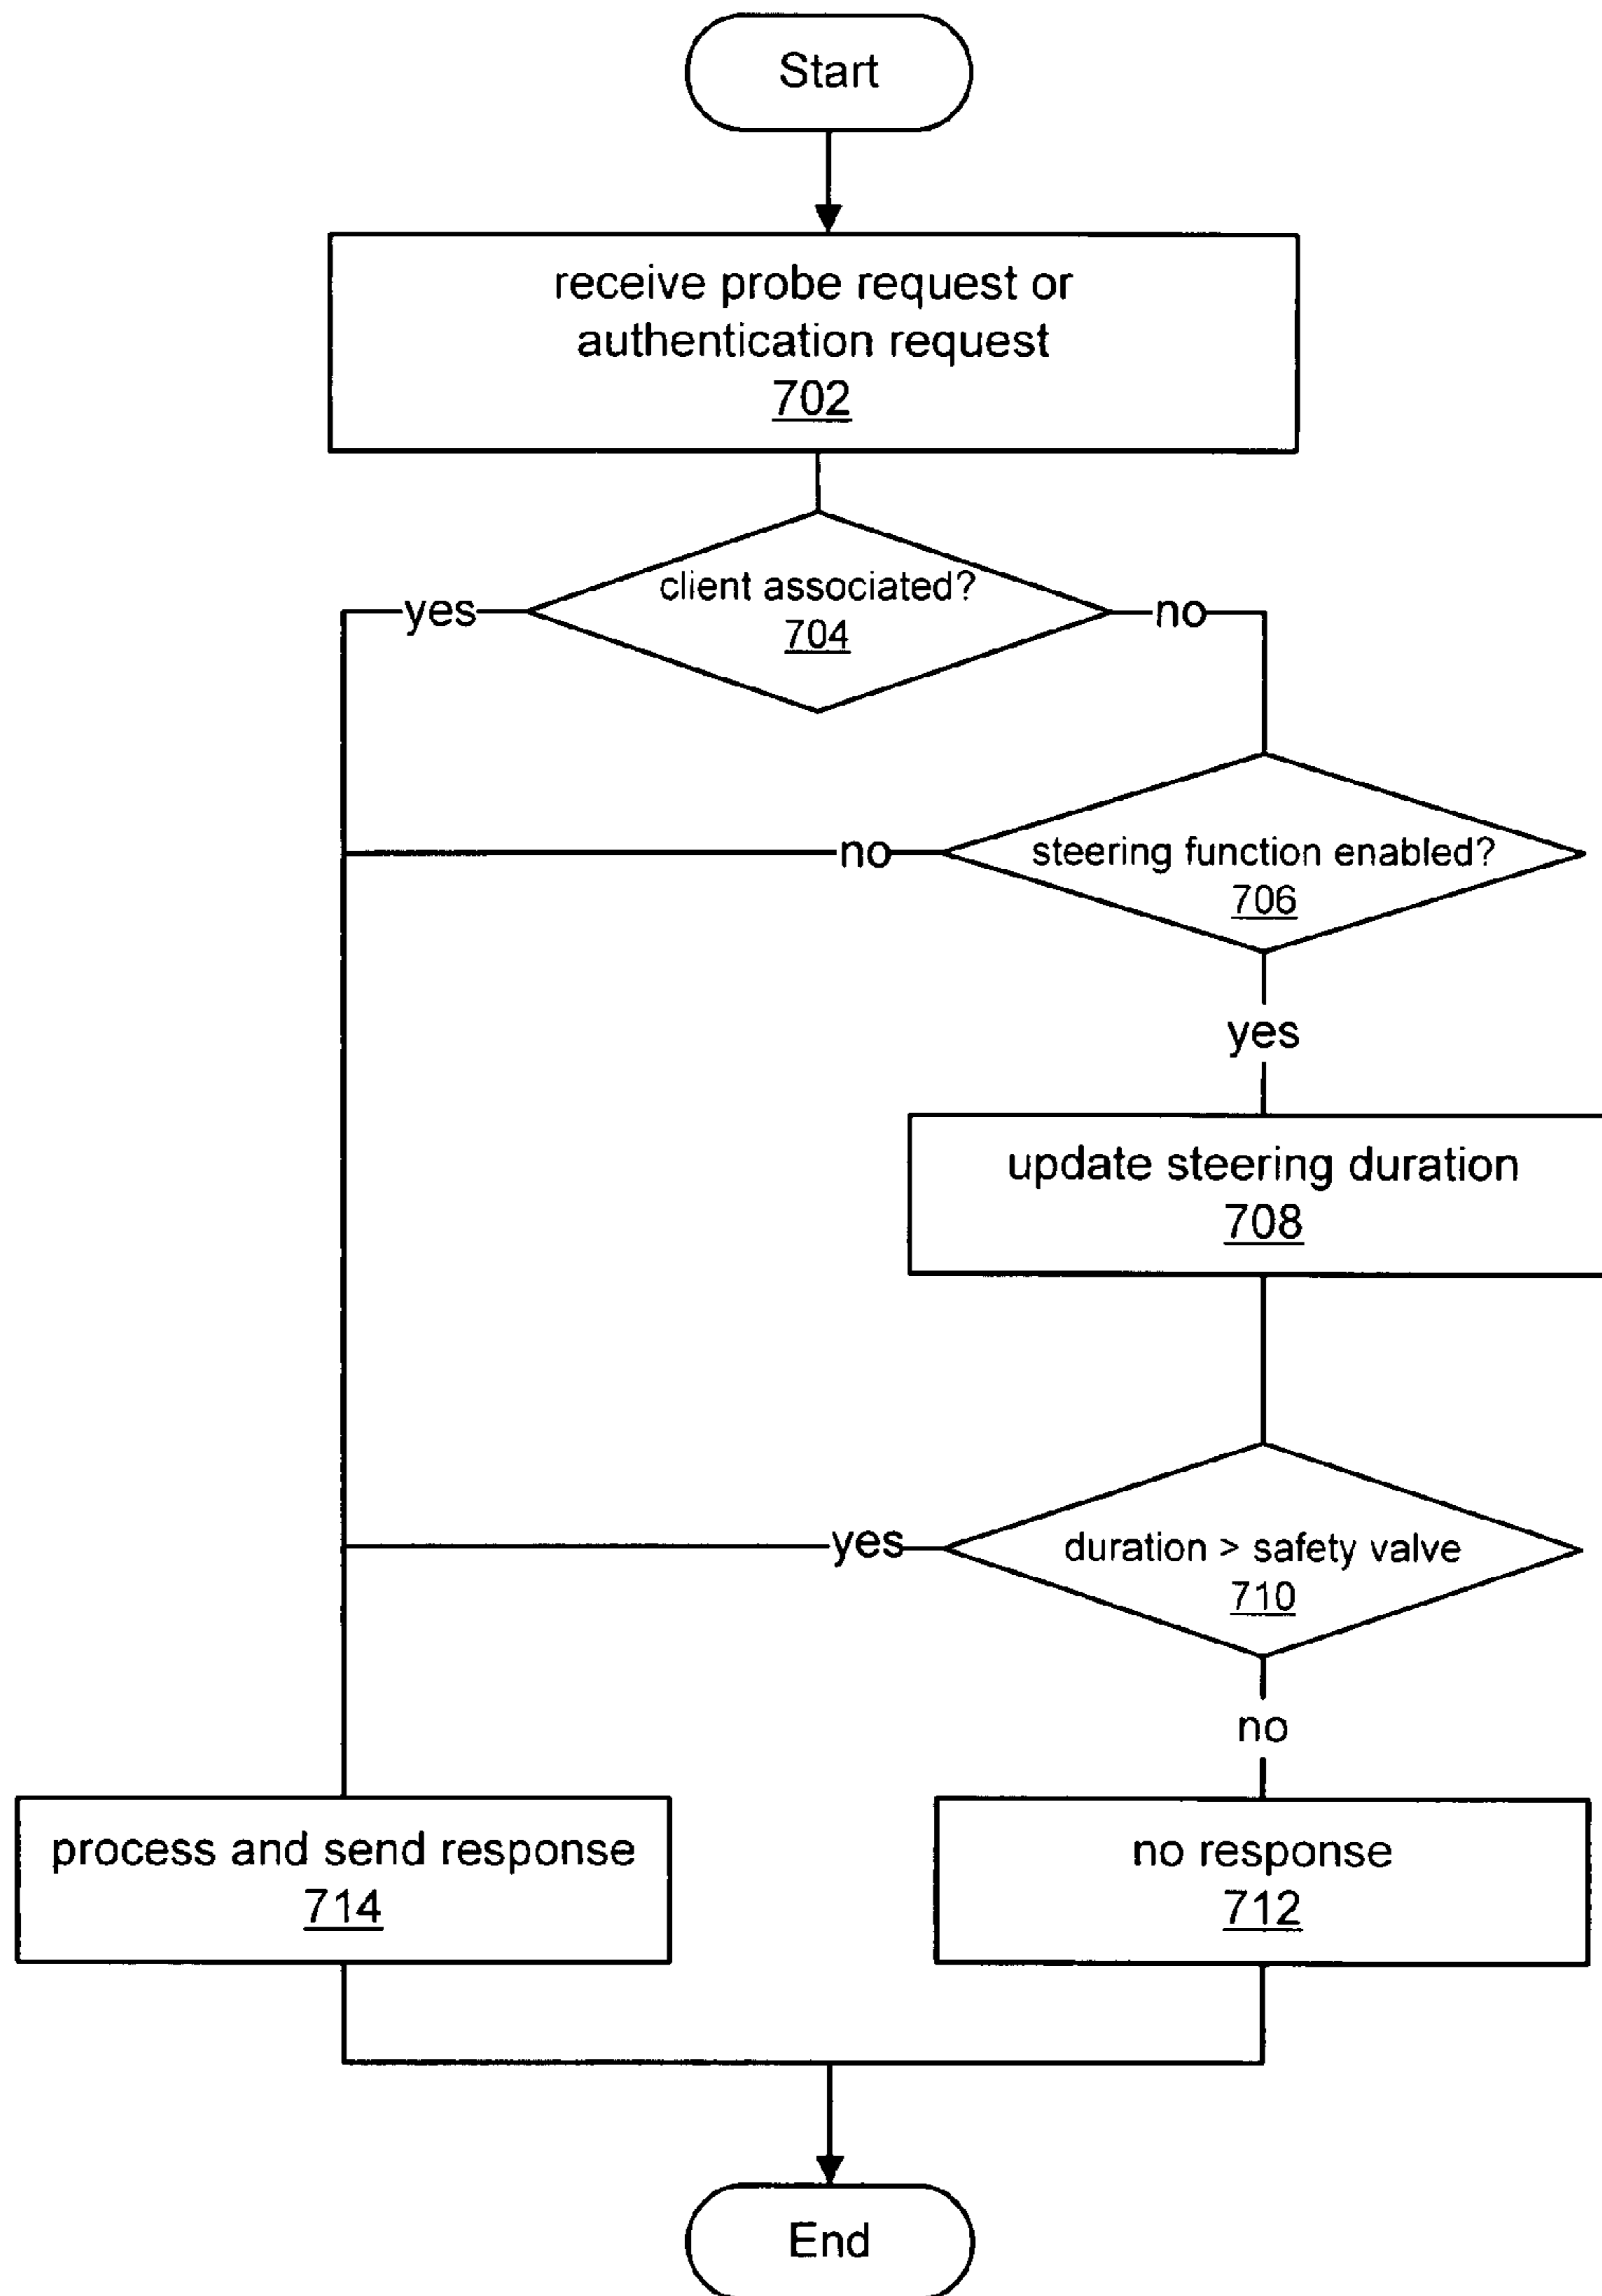 Start
receive probe request or
authentication request
702
client associated?
704
yes
no
steering function enabled?
706
no
yes
update steering duration
708
duration > safety valve
710
yes
no
process and send response
714
no response
712
End